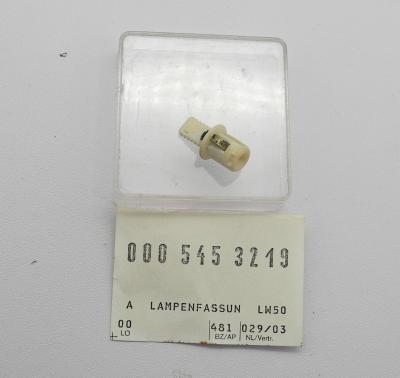 000 545 3219
A LAMPENFASSUN LW50
00 481 029/03
LO BZ/AP NL/Vertr.